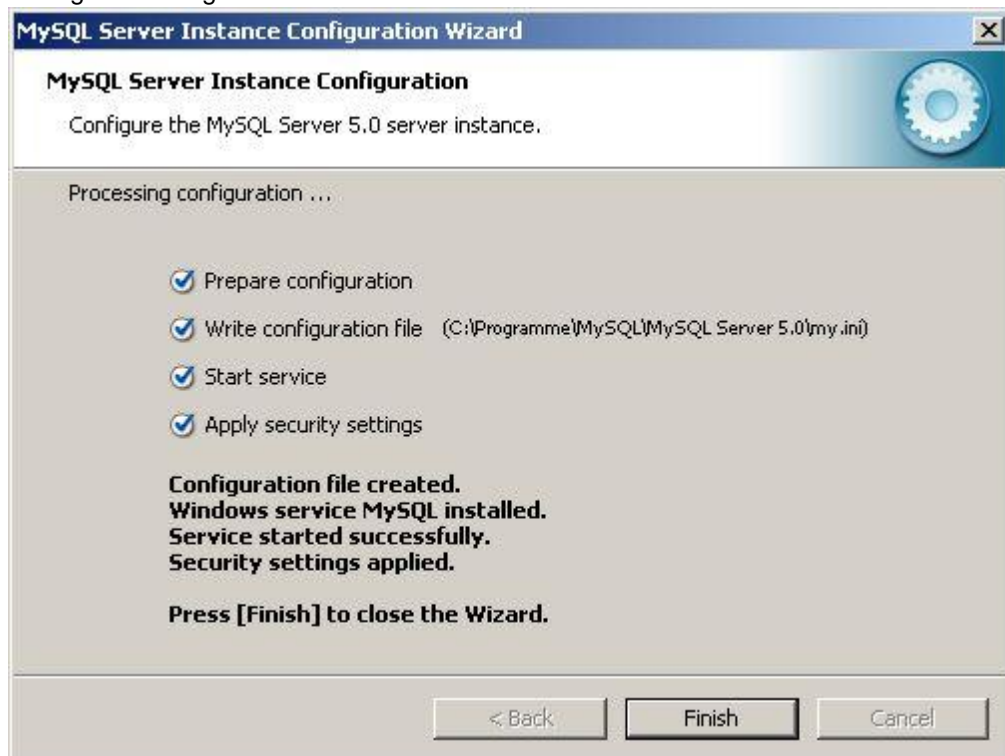 MySQL Server Instance Configuration Wizard
MySQL Server Instance Configuration
Configure the MySQL Server 5.0 server instance.
Processing configuration ...
Prepare configuration
Write configuration file (C:\Programme\MySQL\MySQL Server 5.0\my.ini)
Start service
Apply security settings
Configuration file created.
Windows service MySQL installed.
Service started successfully.
Security settings applied.
Press [Finish] to close the Wizard.
< Back Finish Cancel